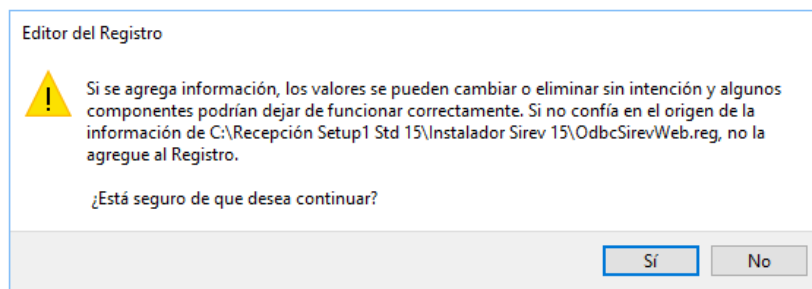 Editor del Registro
Si se agrega información, los valores se pueden cambiar o eliminar sin intención y algunos
componentes podrían dejar de funcionar correctamente. Si no confía en el origen de la
información de C:\Recepción Setup1 Std 15\Instalador Sirev 15\OdbcSirevWeb.reg, no la
agregue al Registro.
¿Está seguro de que desea continuar?
Sí
No